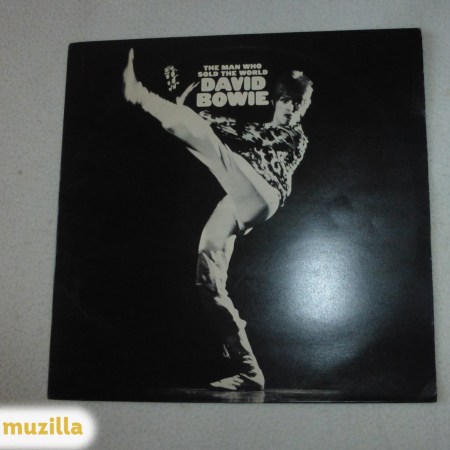 THE MAN WHO
SOLD THE WORLD
DAVID
BOWIE
muzilla